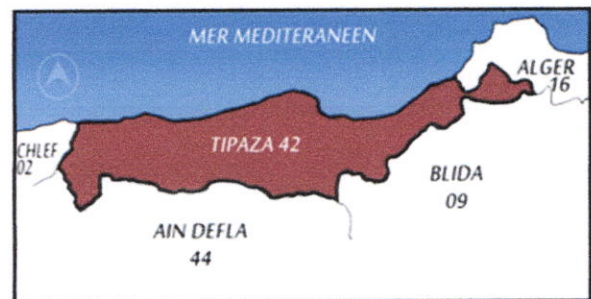 MER MEDITERANEEN
ALGER
16
CHLEF
02
TIPAZA 42
BLIDA
09
AIN DEFLA
44